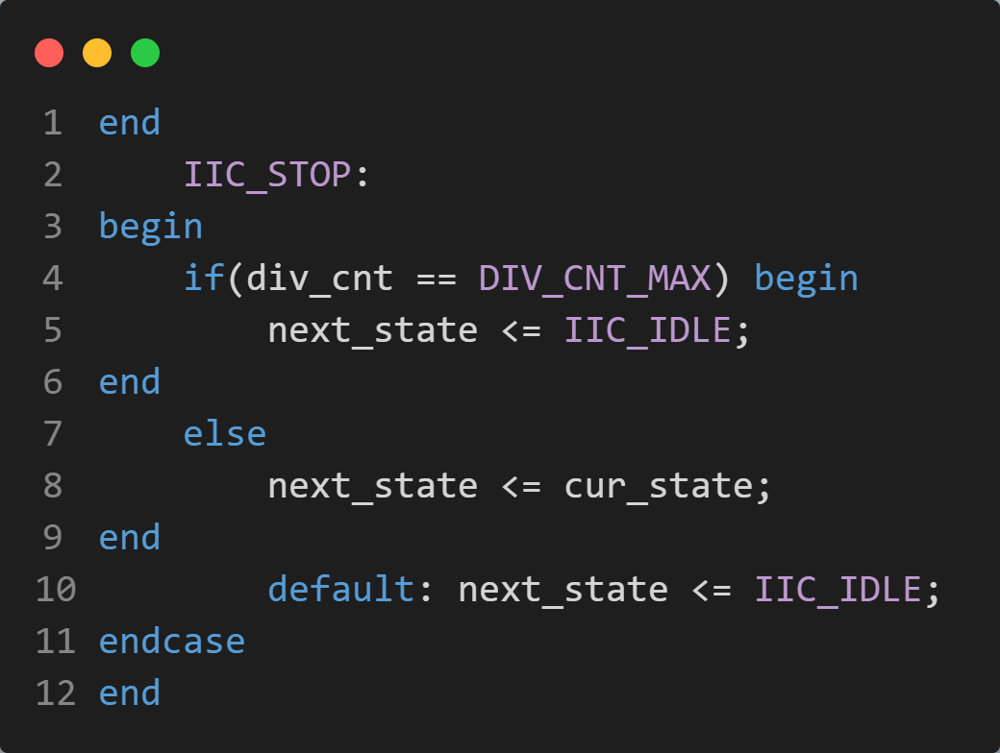 1 end
2     IIC_STOP:
3 begin
4     if(div_cnt == DIV_CNT_MAX) begin
5         next_state <= IIC_IDLE;
6 end
7     else
8         next_state <= cur_state;
9 end
10         default: next_state <= IIC_IDLE;
11 endcase
12 end